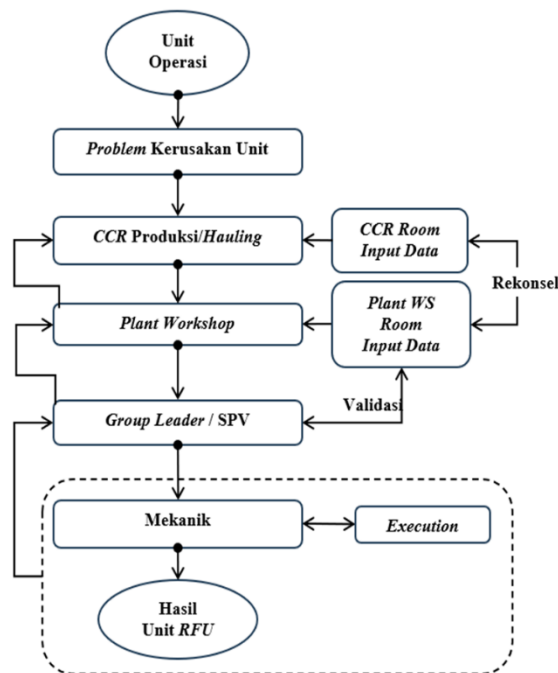 Unit
Operasi
Problem Kerusakan Unit
CCR Produksi/Hauling
CCR Room
Input Data
Rekonsel
Plant Workshop
Plant WS
Room
Input Data
Validasi
Group Leader / SPV
Mekanik
Execution
Hasil
Unit RFU